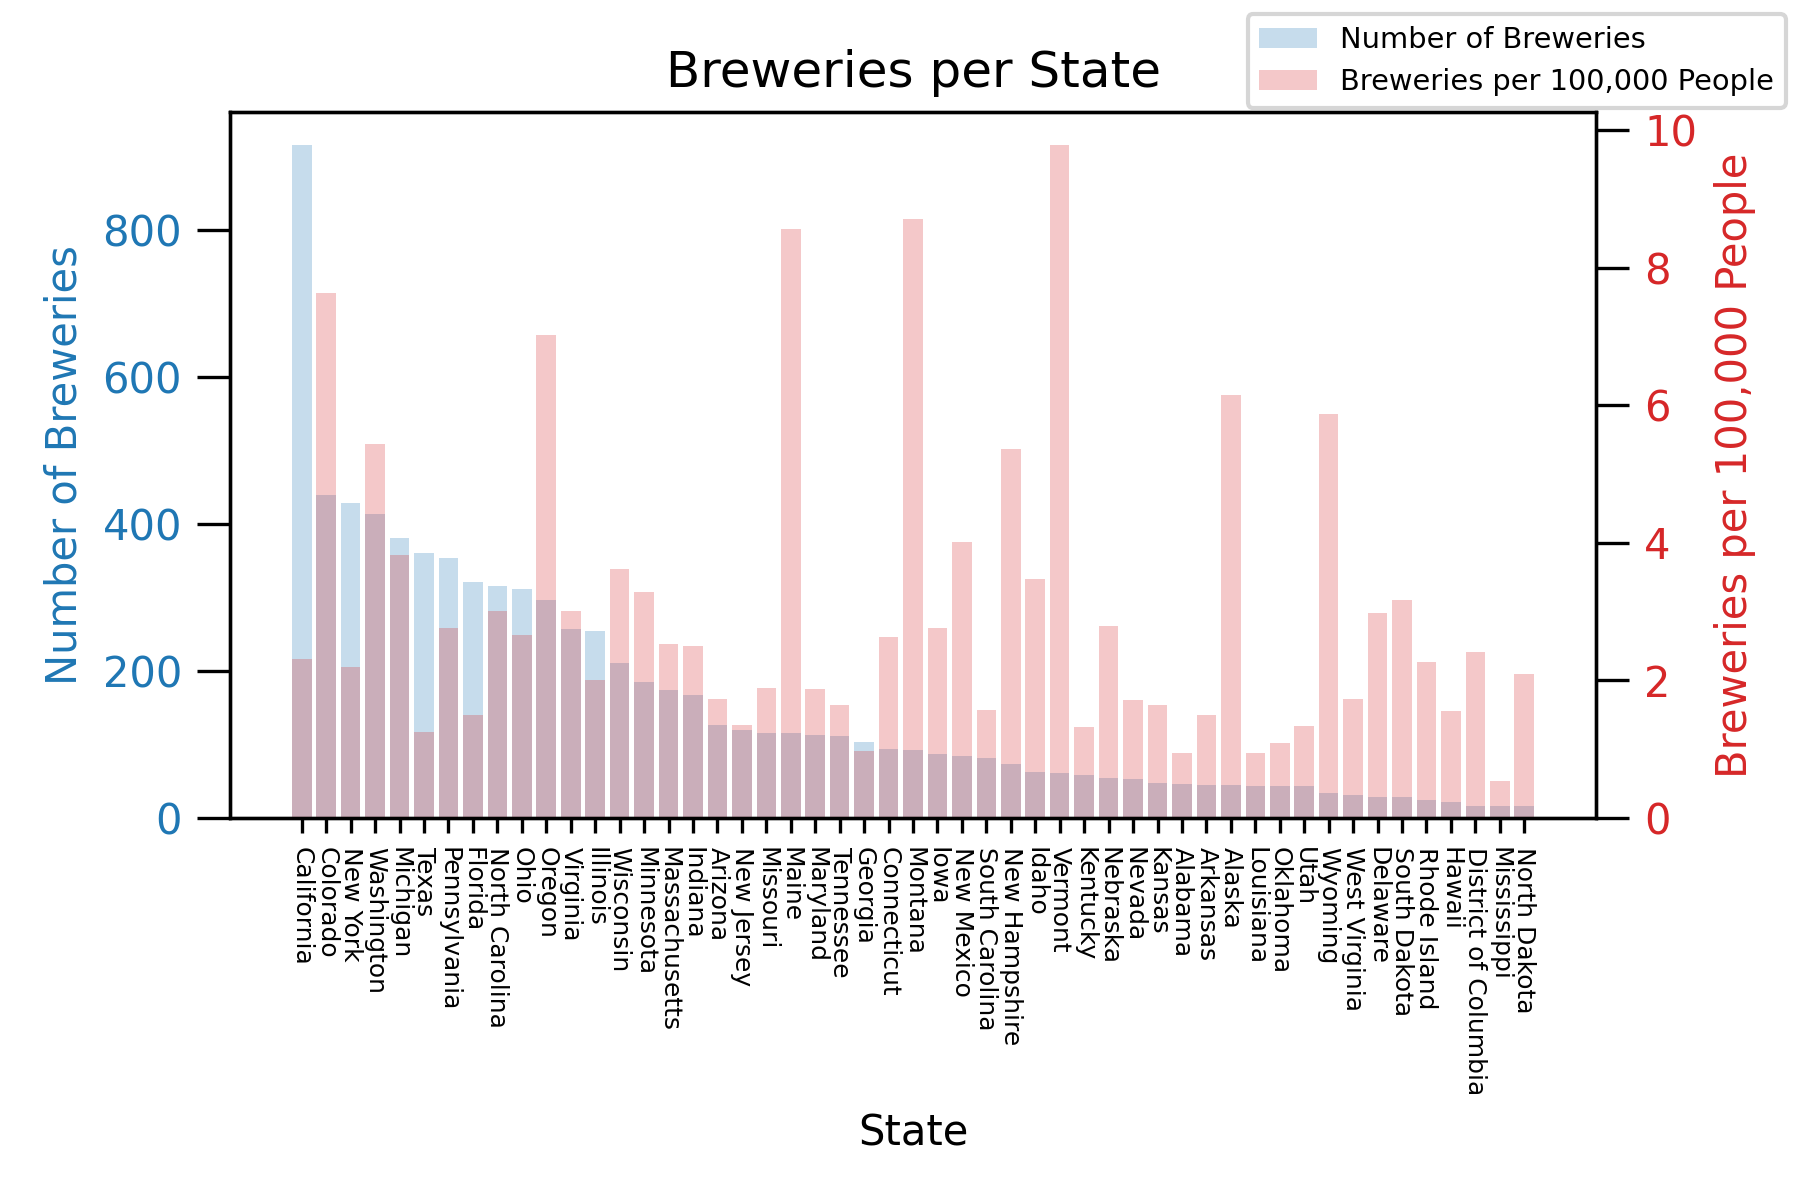 Breweries per State
Number of Breweries
Breweries per 100,000 People
Number of Breweries
800
600
400
200
0
10
8
6
4
2
0
Breweries per 100,000 People
California
Colorado
New York
Washington
Michigan
Texas
Pennsylvania
Florida
North Carolina
Ohio
Oregon
Virginia
Illinois
Wisconsin
Minnesota
Massachusetts
Indiana
Arizona
New Jersey
Missouri
Maine
Maryland
Tennessee
Georgia
Connecticut
Montana
Iowa
New Mexico
South Carolina
New Hampshire
Idaho
Vermont
Kentucky
Nebraska
Nevada
Kansas
Alabama
Arkansas
Alaska
Louisiana
Oklahoma
Utah
Wyoming
West Virginia
Delaware
South Dakota
Rhode Island
Hawaii
District of Columbia
Mississippi
North Dakota
State